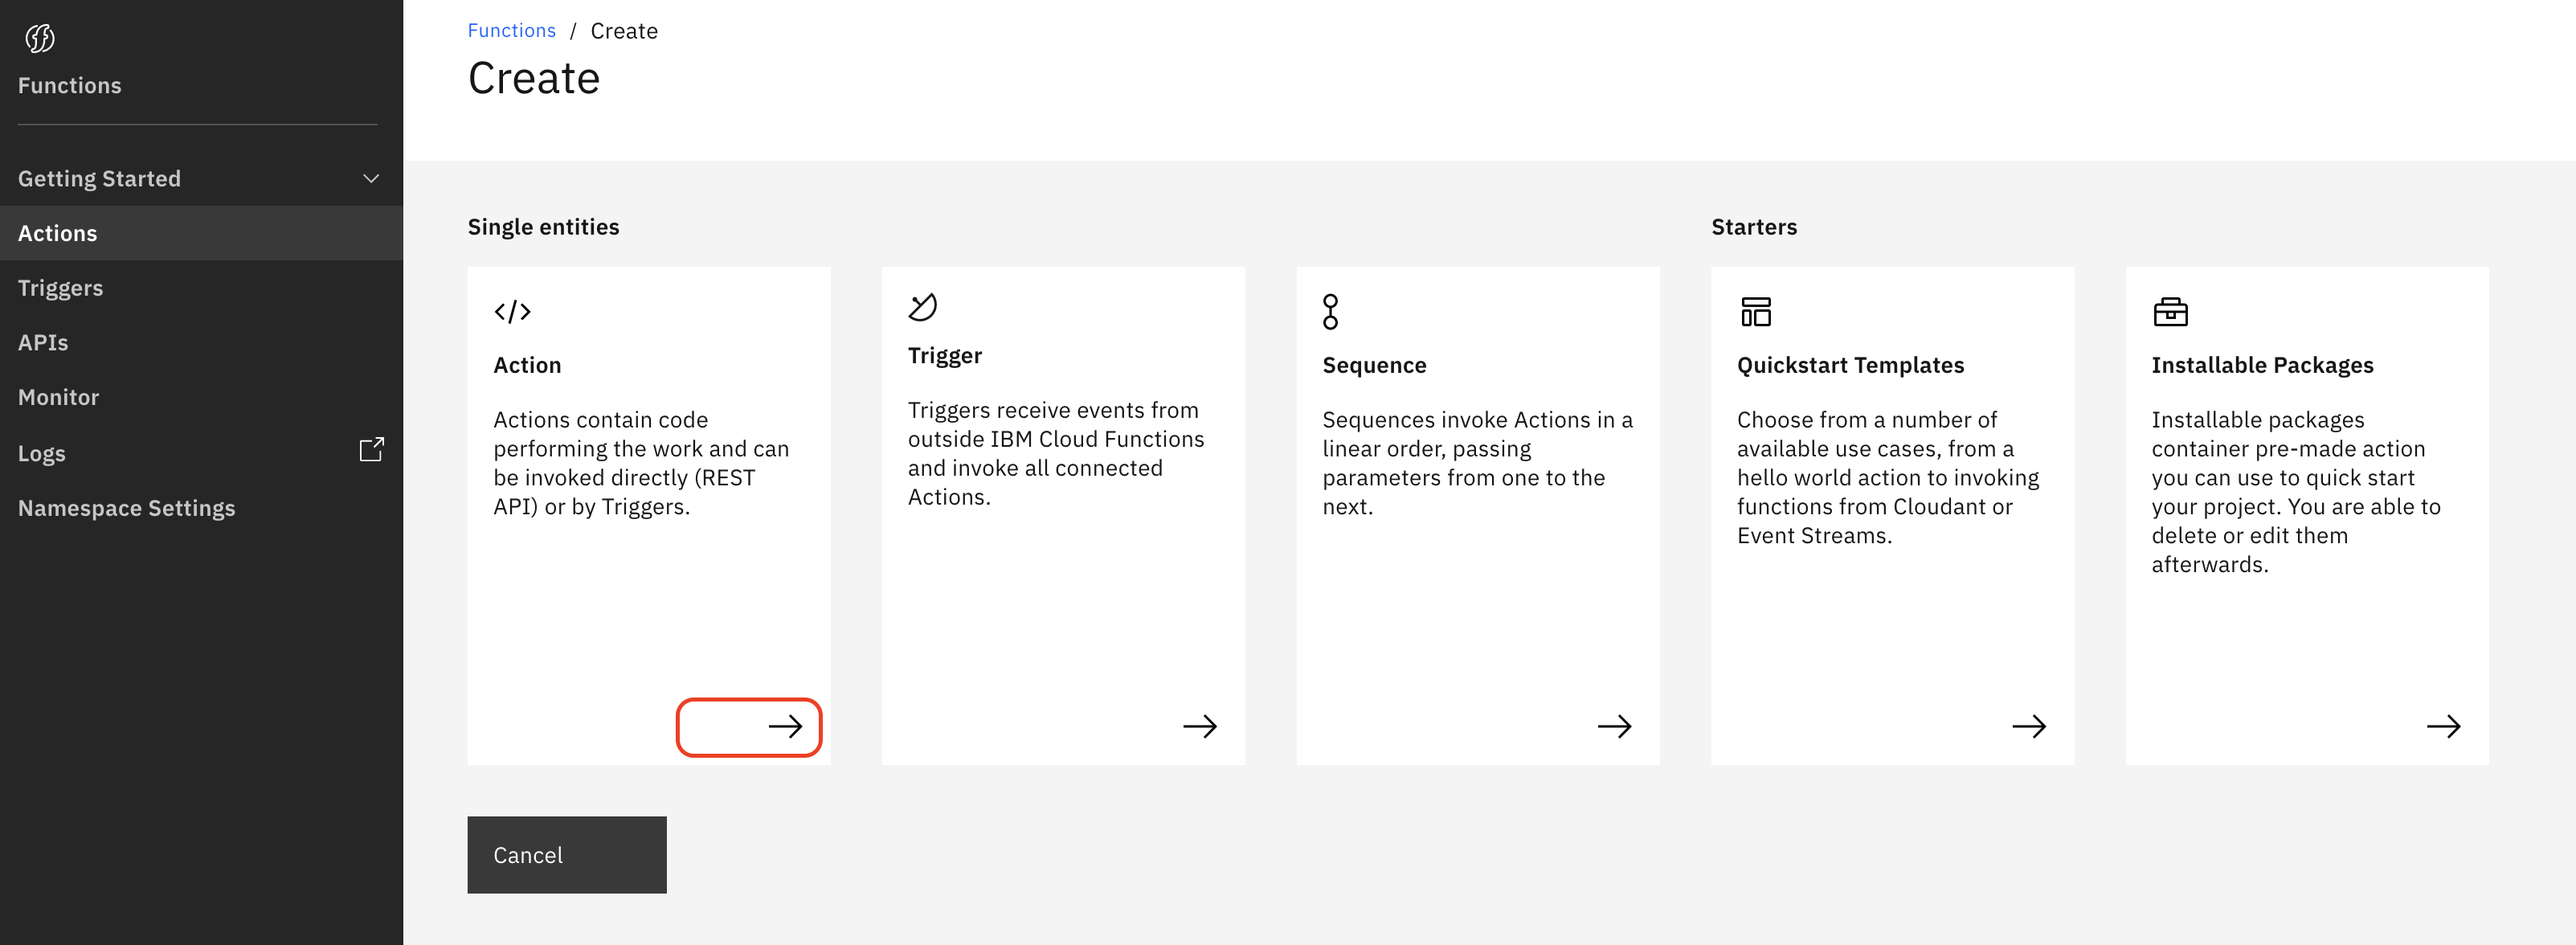 Functions
Getting Started
Actions
Triggers
APIs
Monitor
Logs
Namespace Settings
Functions / Create
Create
Single entities
Action
Actions contain code
performing the work and can
be invoked directly (REST
API) or by Triggers.
Trigger
Triggers receive events from
outside IBM Cloud Functions
and invoke all connected
Actions.
Sequence
Sequences invoke Actions in a
linear order, passing
parameters from one to the
next.
Starters
Quickstart Templates
Choose from a number of
available use cases, from a
hello world action to invoking
functions from Cloudant or
Event Streams.
Installable Packages
Installable packages
container pre-made action
you can use to quick start
your project. You are able to
delete or edit them
afterwards.
Cancel